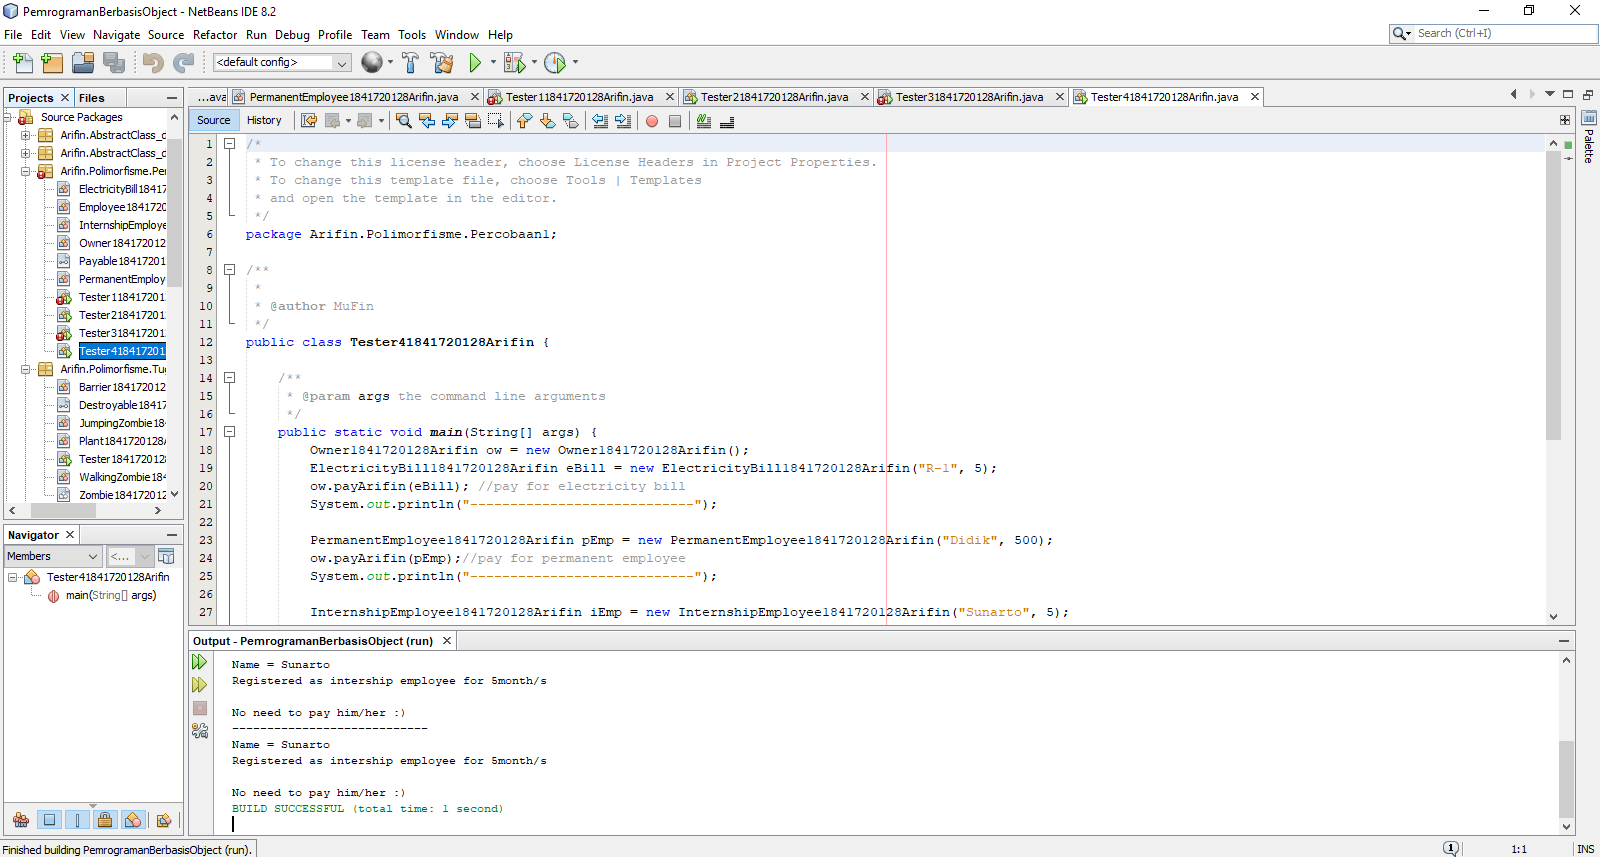 PemrogramanBerbasisObject - NetBeans IDE 8.2
File Edit View Navigate Source Refactor Run Debug Profile Team Tools Window Help
Search (Ctrl+I)
<default config>
Projects Files
...ava PermanentEmployee1841720128Arifin.java Tester11841720128Arifin.java Tester21841720128Arifin.java Tester31841720128Arifin.java Tester41841720128Arifin.java
Source History
Source Packages
Arifin.AbstractClass_d
Arifin.AbstractClass_d
Arifin.Polimorfisme.Per
ElectricityBill18417
Employee1841720
InternshipEmploye
Owner184172012
Payable18417201
PermanentEmploy
Tester118417201
Tester218417201
Tester318417201
Tester418417201
Arifin.Polimorfisme.Tug
Barrier184172012
Destroyable18417
JumpingZombie18
Plant1841720128
Tester184172012
WalkingZombie184
Zombie184172012
Navigator
Members
<...
Tester41841720128Arifin
main(String[] args)
1 /*
2 * To change this license header, choose License Headers in Project Properties.
3 * To change this template file, choose Tools | Templates
4 * and open the template in the editor.
5 */
6 package Arifin.Polimorfisme.Percobaan1;
7
8 /**
9 *
10 * @author MuFin
11 */
12 public class Tester41841720128Arifin {
13
14 /**
15 * @param args the command line arguments
16 */
17 public static void main(String[] args) {
18 Owner1841720128Arifin ow = new Owner1841720128Arifin();
19 ElectricityBill1841720128Arifin eBill = new ElectricityBill1841720128Arifin("R-1", 5);
20 ow.payArifin(eBill); //pay for electricity bill
21 System.out.println("----------------------------");
22
23 PermanentEmployee1841720128Arifin pEmp = new PermanentEmployee1841720128Arifin("Didik", 500);
24 ow.payArifin(pEmp);//pay for permanent employee
25 System.out.println("----------------------------");
26
27 InternshipEmployee1841720128Arifin iEmp = new InternshipEmployee1841720128Arifin("Sunarto", 5);
Palette
Output - PemrogramanBerbasisObject (run)
Name = Sunarto
Registered as intership employee for 5month/s
No need to pay him/her :)
----------------------------
Name = Sunarto
Registered as intership employee for 5month/s
No need to pay him/her :)
BUILD SUCCESSFUL (total time: 1 second)
Finished building PemrogramanBerbasisObject (run).
1
1:1
INS